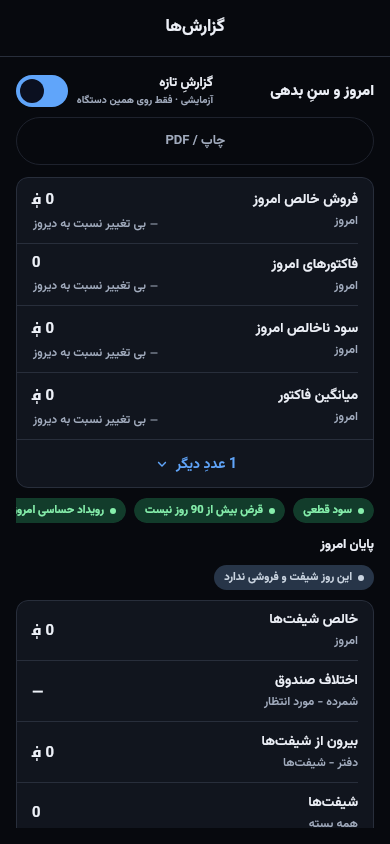 گزارش‌ها
امروز و سنِ بدهی
گزارش تازه
آزمایشی · فقط روی همین دستگاه
چاپ / PDF
فروش خالص امروز
0 ؋
امروز
— بی تغییر نسبت به دیروز
فاکتورهای امروز
0
امروز
— بی تغییر نسبت به دیروز
سود ناخالص امروز
0 ؋
امروز
— بی تغییر نسبت به دیروز
میانگین فاکتور
0 ؋
امروز
— بی تغییر نسبت به دیروز
1 عددِ دیگر
سود قطعی
قرض بیش از 90 روز نیست
رویداد حساسی امروز
پایان امروز
این روز شیفت و فروشی ندارد
خالص شیفت‌ها
0 ؋
امروز
اختلاف صندوق
—
شمرده - مورد انتظار
بیرون از شیفت‌ها
0 ؋
دفتر - شیفت‌ها
شیفت‌ها
0
همه بسته